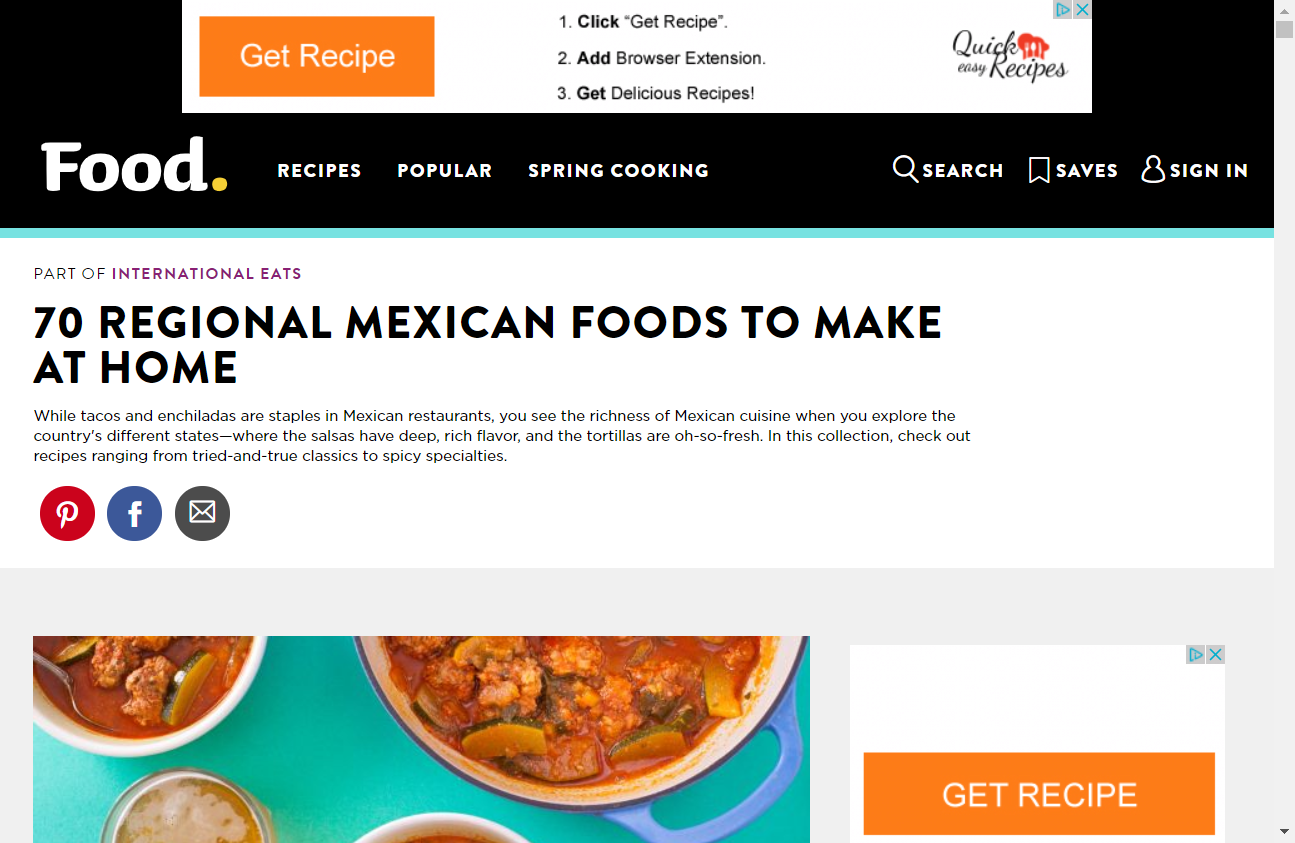 Get Recipe
1. Click “Get Recipe”.
2. Add Browser Extension.
3. Get Delicious Recipes!
Quick easy Recipes
Food.
RECIPES POPULAR SPRING COOKING SEARCH SAVES SIGN IN
PART OF INTERNATIONAL EATS
70 REGIONAL MEXICAN FOODS TO MAKE
AT HOME
While tacos and enchiladas are staples in Mexican restaurants, you see the richness of Mexican cuisine when you explore the
country's different states—where the salsas have deep, rich flavor, and the tortillas are oh-so-fresh. In this collection, check out
recipes ranging from tried-and-true classics to spicy specialties.
GET RECIPE